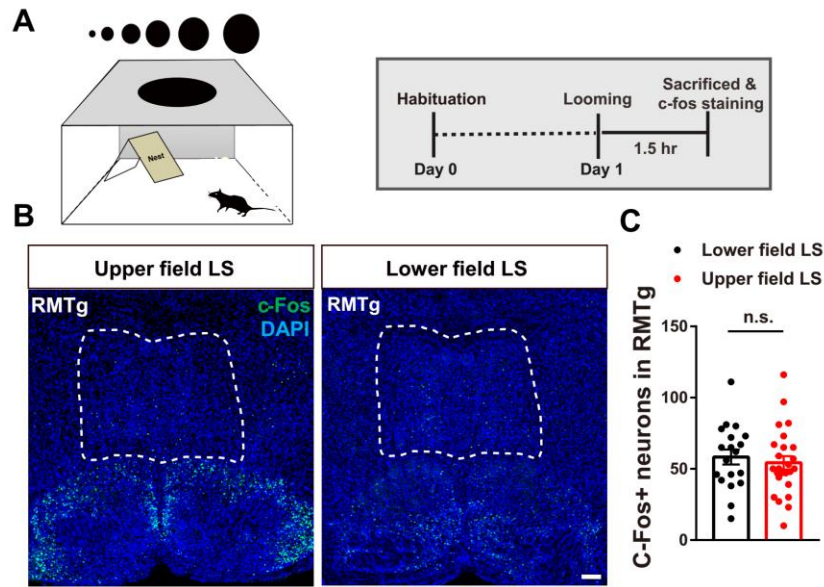 A
Nest
Habituation
Looming
Sacrificed &
c-fos staining
1.5 hr
Day 0
Day 1
B
Upper field LS
Lower field LS
RMTg
c-Fos
DAPI
RMTg
C
Lower field LS
Upper field LS
C-Fos+ neurons in RMTg
150
100
50
0
n.s.